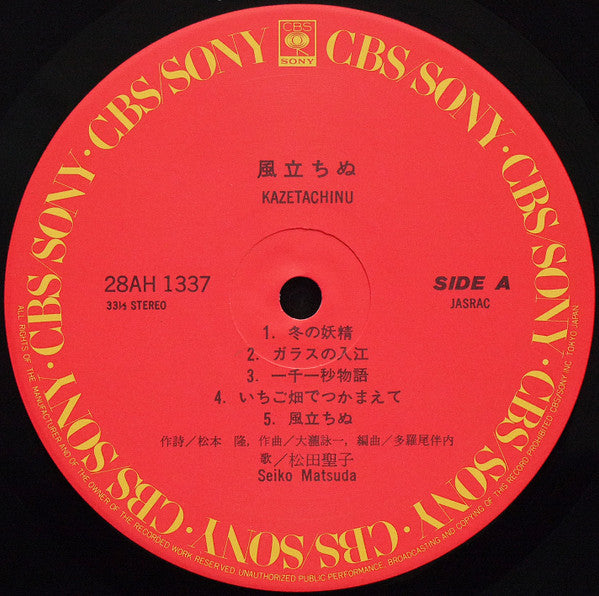 CBS
SONY
CBS/SONY · CBS/SONY · CBS/SONY · CBS/SONY · CBS/SONY · CBS/SONY · CBS/SONY · CBS/SONY
風立ちぬ
KAZETACHINU
28AH 1337
33⅓ STEREO
SIDE A
JASRAC
1. 冬の妖精
2. ガラスの入江
3. 一千一秒物語
4. いちご畑でつかまえて
5. 風立ちぬ
作詩／松本 隆，作曲／大瀧詠一，編曲／多羅尾伴内
歌／松田聖子
Seiko Matsuda
ALL RIGHTS OF THE MANUFACTURER AND OF THE OWNER OF THE RECORDED WORK RESERVED. UNAUTHORIZED PUBLIC PERFORMANCE, BROADCASTING AND COPYING OF THIS RECORD PROHIBITED. CBS/SONY INC. TOKYO JAPAN